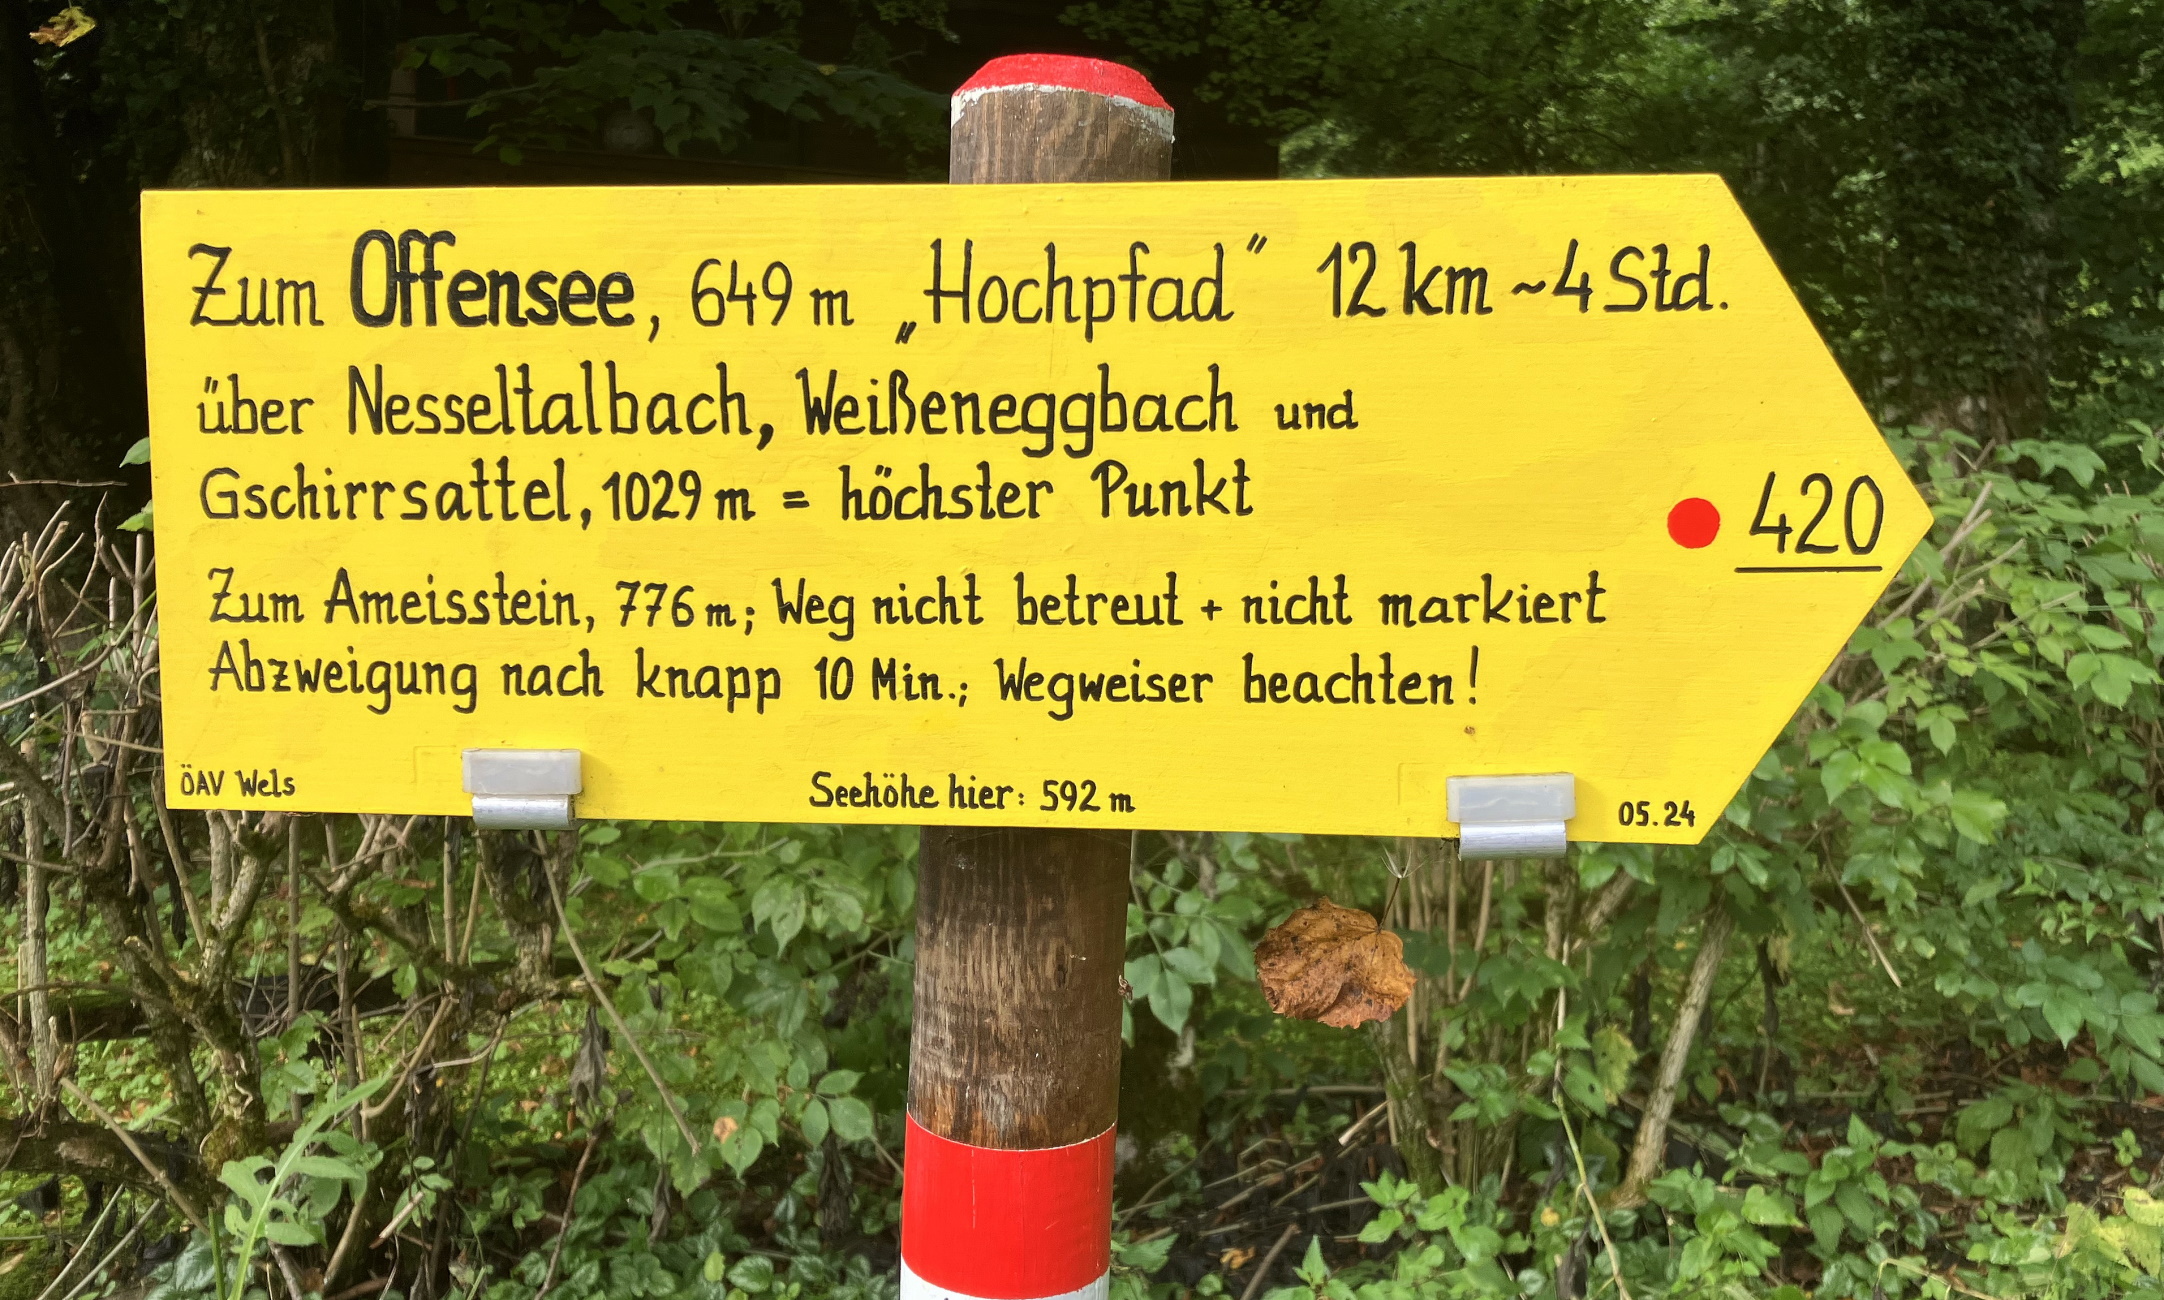 Zum Offensee, 649 m „Hochpfad" 12 km ~ 4 Std.
über Nesseltalbach, Weißeneggbach und
Gschirrsattel, 1029 m = höchster Punkt
420
Zum Ameisstein, 776 m; Weg nicht betreut + nicht markiert
Abzweigung nach knapp 10 Min.; Wegweiser beachten!
ÖAV Wels
Seehöhe hier: 592 m
05.24